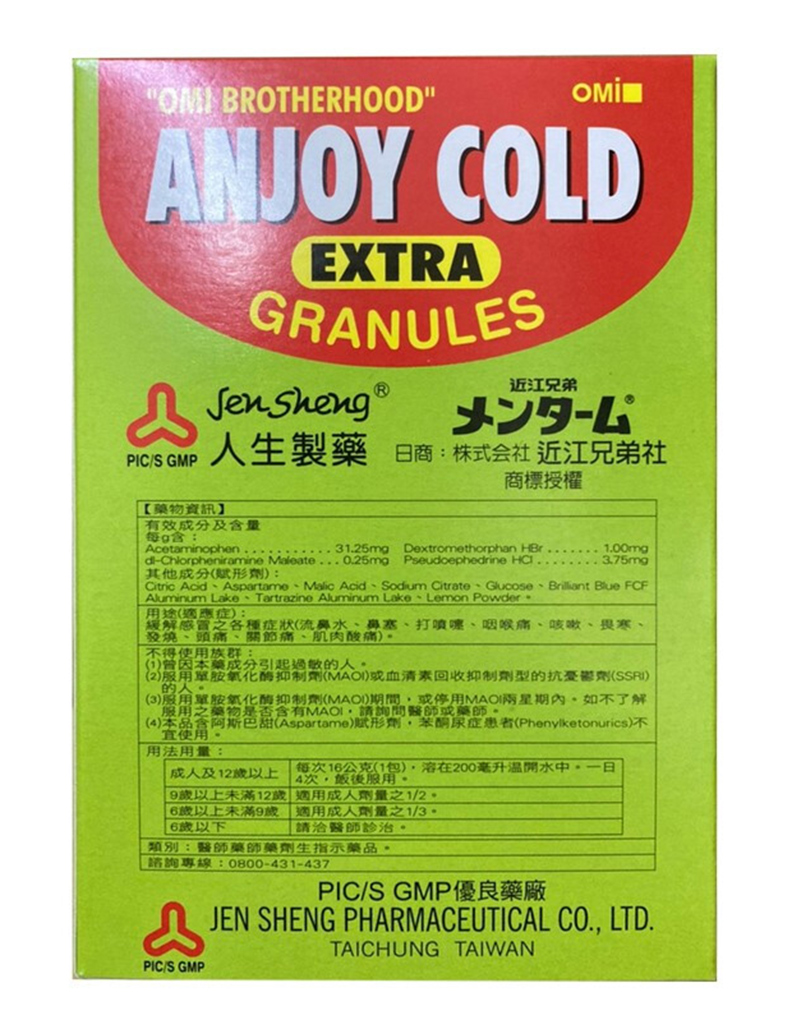 "OMI BROTHERHOOD"
OMi
ANJOY COLD
EXTRA
GRANULES
Jen Sheng®
PIC/S GMP
人生製藥
近江兄弟
メンターム®
日商：株式会社 近江兄弟社
商標授權
【藥物資訊】
有效成分及含量
每g含：
Acetaminophen ........... 31.25mg Dextromethorphan HBr ....... 1.00mg
dl-Chlorpheniramine Maleate ... 0.25mg Pseudoephedrine HCl ........ 3.75mg
其他成分(賦形劑)：
Citric Acid、Aspartame、Malic Acid、Sodium Citrate、Glucose、Brilliant Blue FCF
Aluminum Lake、Tartrazine Aluminum Lake、Lemon Powder。
用途(適應症)：
緩解感冒之各種症狀(流鼻水、鼻塞、打噴嚏、咽喉痛、咳嗽、畏寒、
發燒、頭痛、關節痛、肌肉酸痛)。
不得使用族群：
(1)曾因本藥成分引起過敏的人。
(2)服用單胺氧化酶抑制劑(MAOI)或血清素回收抑制劑型的抗憂鬱劑(SSRI)
的人。
(3)服用單胺氧化酶抑制劑(MAOI)期間，或停用MAOI兩星期內。如不了解
服用之藥物是否含有MAOI，請詢問醫師或藥師。
(4)本品含阿斯巴甜(Aspartame)賦形劑，苯酮尿症患者(Phenylketonurics)不
宜使用。
用法用量：
成人及12歲以上 每次16公克(1包)，溶在200毫升温開水中。一日
4次，飯後服用。
9歲以上未滿12歲 適用成人劑量之1/2。
6歲以上未滿9歲 適用成人劑量之1/3。
6歲以下 請洽醫師診治。
類別：醫師藥師藥劑生指示藥品。
諮詢專線：0800-431-437
PIC/S GMP優良藥廠
JEN SHENG PHARMACEUTICAL CO., LTD.
TAICHUNG TAIWAN
PIC/S GMP